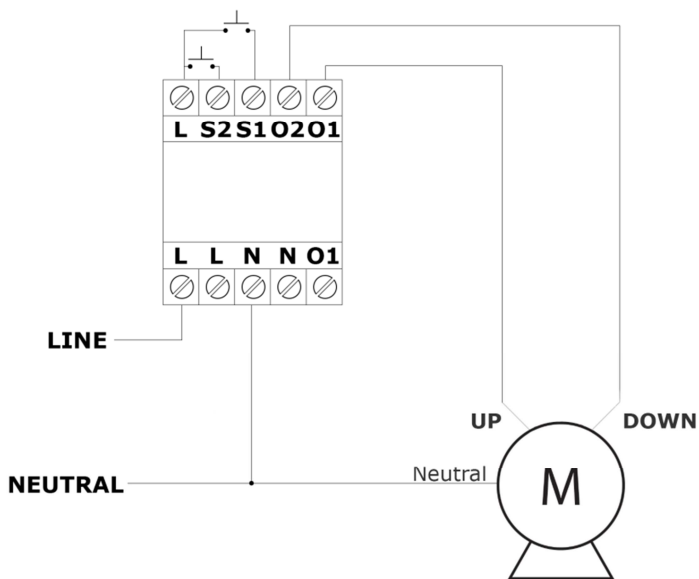 L S2 S1 O2 O1
L L N N O1
LINE
UP DOWN
Neutral
NEUTRAL
M